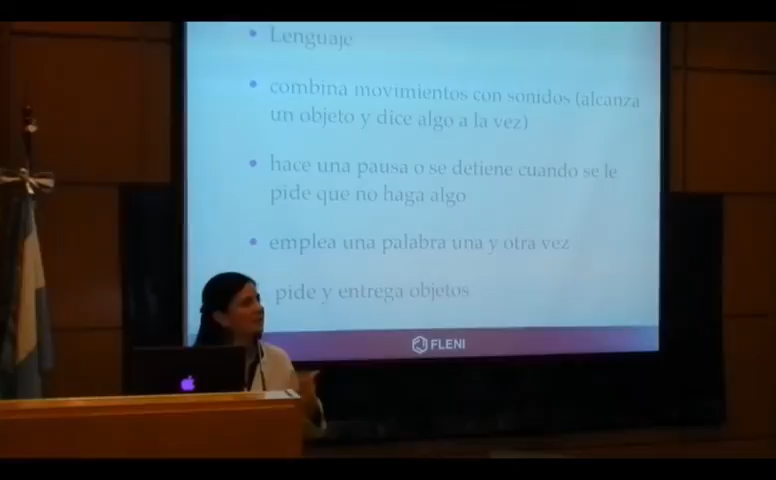 Lenguaje
combina movimientos con sonidos (alcanza
un objeto y dice algo a la vez)
hace una pausa o se detiene cuando se le
pide que no haga algo
emplea una palabra una y otra vez
pide y entrega objetos
FLENI